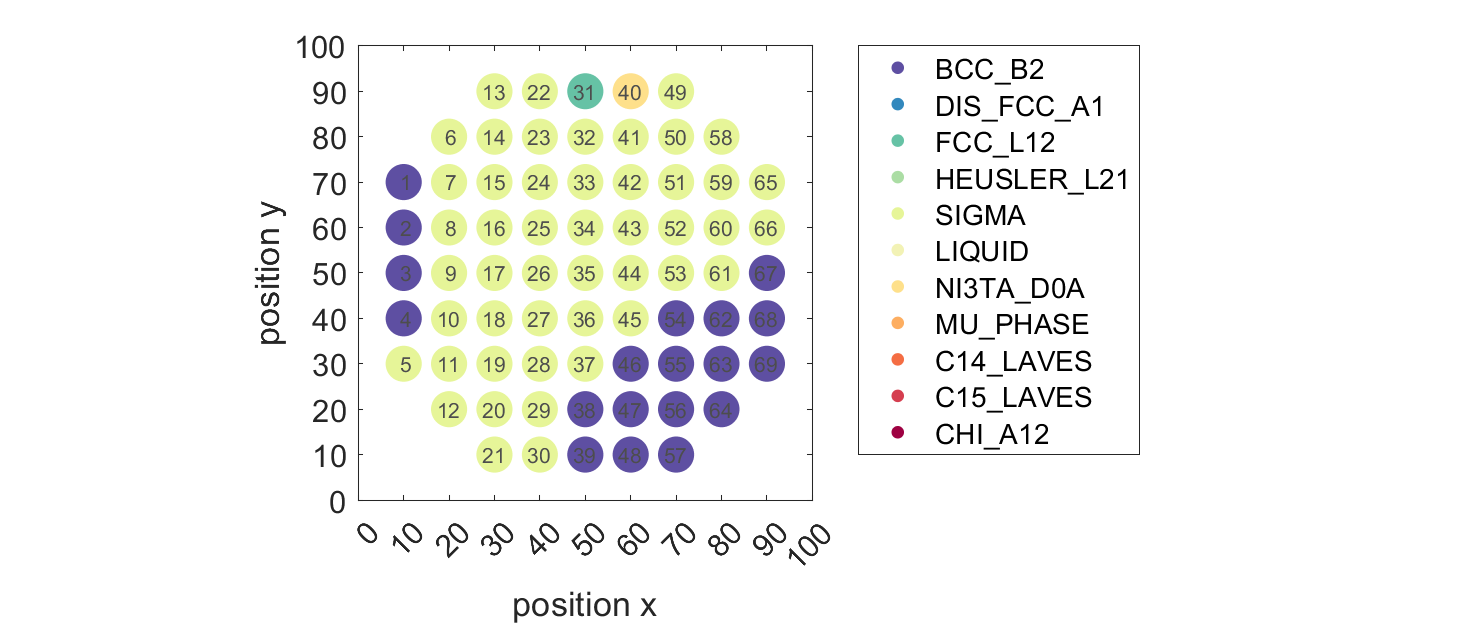 100
90
80
70
60
50
40
30
20
10
0
position y
13 22 31 40 49
6 14 23 32 41 50 58
1 7 15 24 33 42 51 59 65
2 8 16 25 34 43 52 60 66
3 9 17 26 35 44 53 61 67
4 10 18 27 36 45 54 62 68
5 11 19 28 37 46 55 63 69
12 20 29 38 47 56 64
21 30 39 48 57
0 10 20 30 40 50 60 70 80 90 100
position x
BCC_B2
DIS_FCC_A1
FCC_L12
HEUSLER_L21
SIGMA
LIQUID
NI3TA_D0A
MU_PHASE
C14_LAVES
C15_LAVES
CHI_A12